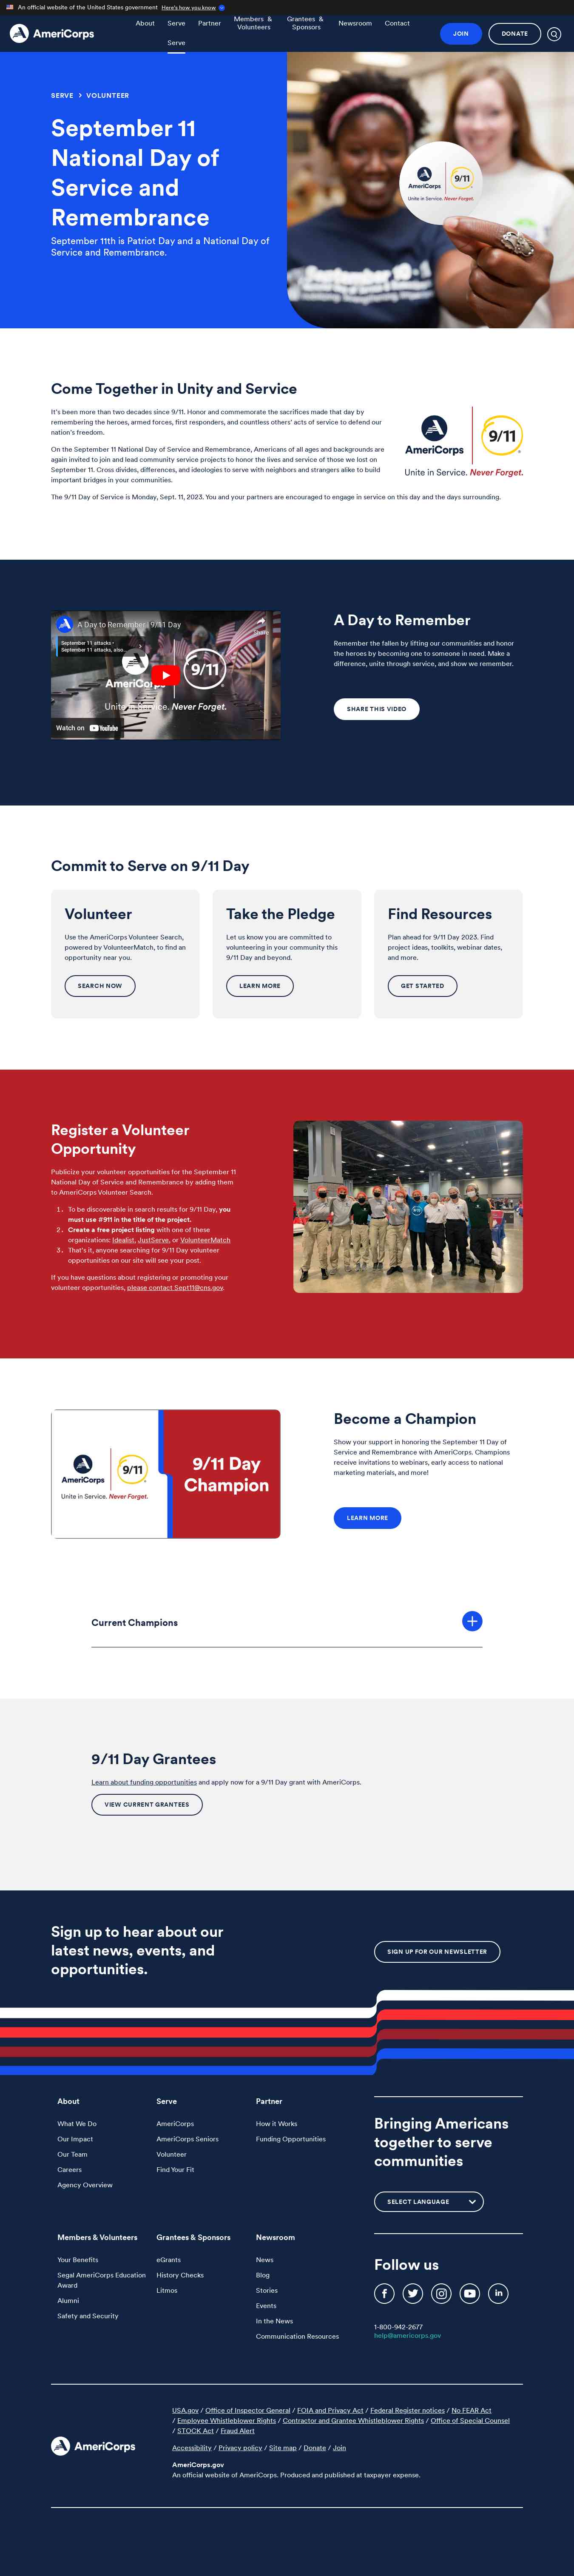 An official website of the United States government Here's how you know
AmeriCorps
About
Serve
Partner
Members &
Volunteers
Grantees &
Sponsors
Newsroom
Contact
JOIN
DONATE
Serve
SERVE > VOLUNTEER
September 11
National Day of
Service and
Remembrance
September 11th is Patriot Day and a National Day of
Service and Remembrance.
AmeriCorps 9/11
Unite in Service. Never Forget.
Come Together in Unity and Service
It's been more than two decades since 9/11. Honor and commemorate the sacrifices made that day by
remembering the heroes, armed forces, first responders, and countless others' acts of service to defend our
nation's freedom.
On the September 11 National Day of Service and Remembrance, Americans of all ages and backgrounds are
again invited to join and lead community service projects to honor the lives and service of those we lost on
September 11. Cross divides, differences, and ideologies to serve with neighbors and strangers alike to build
important bridges in your communities.
The 9/11 Day of Service is Monday, Sept. 11, 2023. You and your partners are encouraged to engage in service on this day and the days surrounding.
AmeriCorps 9/11
Unite in Service. Never Forget.
A Day to Remember | 9/11 Day
Share
September 11 attacks •
September 11 attacks, also...
AmeriCorps 9/11
Unite in Service. Never Forget.
Watch on YouTube
A Day to Remember
Remember the fallen by lifting our communities and honor
the heroes by becoming one to someone in need. Make a
difference, unite through service, and show we remember.
SHARE THIS VIDEO
Commit to Serve on 9/11 Day
Volunteer
Use the AmeriCorps Volunteer Search,
powered by VolunteerMatch, to find an
opportunity near you.
SEARCH NOW
Take the Pledge
Let us know you are committed to
volunteering in your community this
9/11 Day and beyond.
LEARN MORE
Find Resources
Plan ahead for 9/11 Day 2023. Find
project ideas, toolkits, webinar dates,
and more.
GET STARTED
Register a Volunteer
Opportunity
Publicize your volunteer opportunities for the September 11
National Day of Service and Remembrance by adding them
to AmeriCorps Volunteer Search.
1. To be discoverable in search results for 9/11 Day, you
must use #911 in the title of the project.
2. Create a free project listing with one of these
organizations: Idealist, JustServe, or VolunteerMatch
3. That's it, anyone searching for 9/11 Day volunteer
opportunities on our site will see your post.
If you have questions about registering or promoting your
volunteer opportunities, please contact Sept11@cns.gov.
AmeriCorps 9/11
Unite in Service. Never Forget.
9/11 Day
Champion
Become a Champion
Show your support in honoring the September 11 Day of
Service and Remembrance with AmeriCorps. Champions
receive invitations to webinars, early access to national
marketing materials, and more!
LEARN MORE
Current Champions
9/11 Day Grantees
Learn about funding opportunities and apply now for a 9/11 Day grant with AmeriCorps.
VIEW CURRENT GRANTEES
Sign up to hear about our
latest news, events, and
opportunities.
SIGN UP FOR OUR NEWSLETTER
About
What We Do
Our Impact
Our Team
Careers
Agency Overview
Serve
AmeriCorps
AmeriCorps Seniors
Volunteer
Find Your Fit
Partner
How it Works
Funding Opportunities
Members & Volunteers
Your Benefits
Segal AmeriCorps Education
Award
Alumni
Safety and Security
Grantees & Sponsors
eGrants
History Checks
Litmos
Newsroom
News
Blog
Stories
Events
In the News
Communication Resources
Bringing Americans
together to serve
communities
SELECT LANGUAGE
Follow us
1-800-942-2677
help@americorps.gov
AmeriCorps
USA.gov / Office of Inspector General / FOIA and Privacy Act / Federal Register notices / No FEAR Act
/ Employee Whistleblower Rights / Contractor and Grantee Whistleblower Rights / Office of Special Counsel
/ STOCK Act / Fraud Alert
Accessibility / Privacy policy / Site map / Donate / Join
AmeriCorps.gov
An official website of AmeriCorps. Produced and published at taxpayer expense.